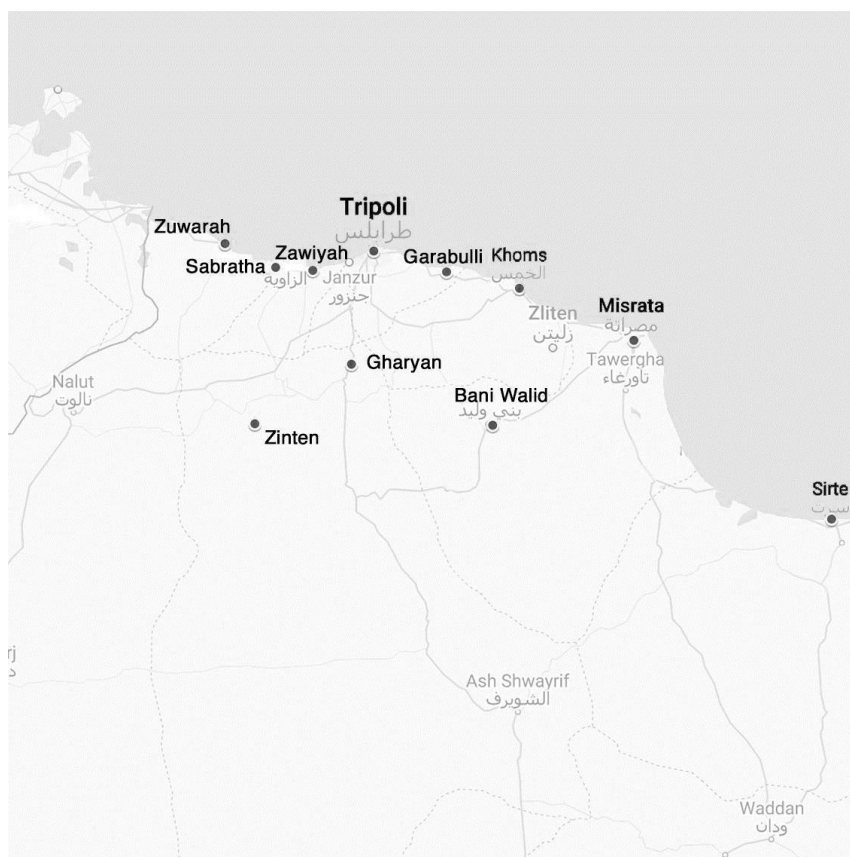 Tripoli
طرابلس
Zuwarah
Sabratha
Zawiyah
الزاوية
Janzur
جنزور
Garabulli
Khoms
الخمس
Zliten
زليتن
Misrata
مصراتة
Tawergha
تاورغاء
Gharyan
Nalut
نالوت
Bani Walid
بني وليد
Zinten
Sirte
سرت
Ash Shwayrif
الشويرف
Waddan
ودان